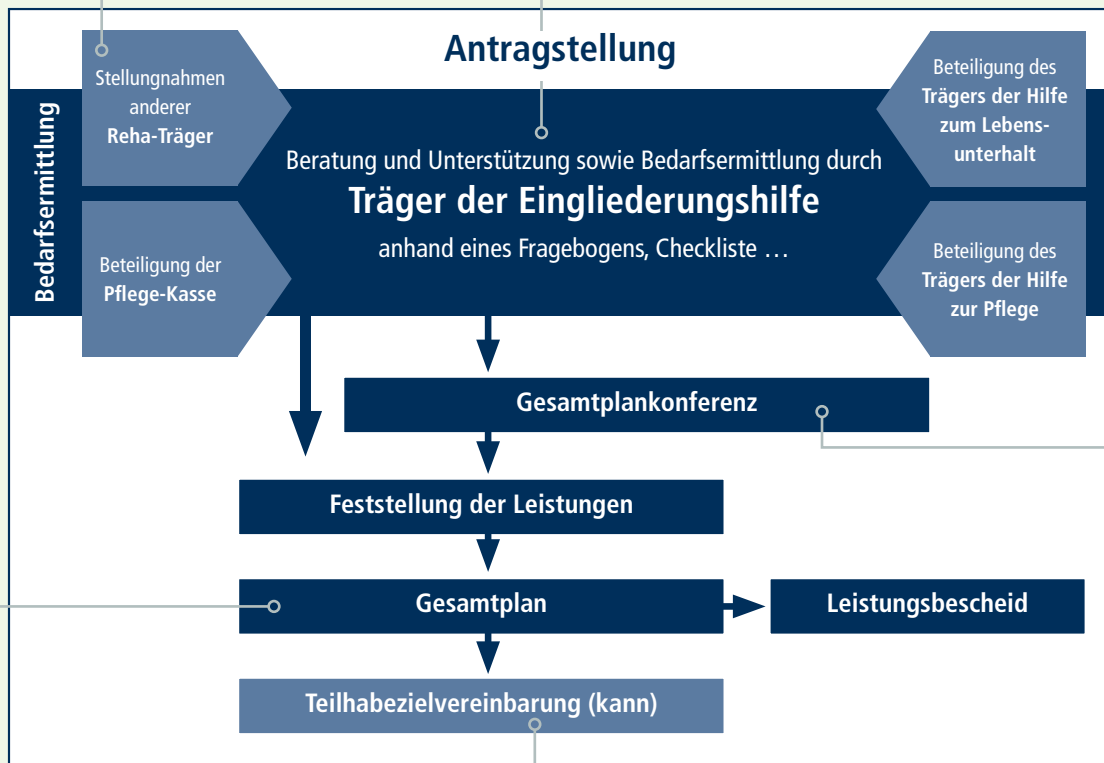 Antragstellung
Bedarfsermittlung
Stellungnahmen
anderer
Reha-Träger
Beteiligung der
Pflege-Kasse
Beratung und Unterstützung sowie Bedarfsermittlung durch
Träger der Eingliederungshilfe
anhand eines Fragebogens, Checkliste …
Beteiligung des
Trägers der Hilfe
zum Lebens-
unterhalt
Beteiligung des
Trägers der Hilfe
zur Pflege
Gesamtplankonferenz
Feststellung der Leistungen
Gesamtplan
Leistungsbescheid
Teilhabezielvereinbarung (kann)